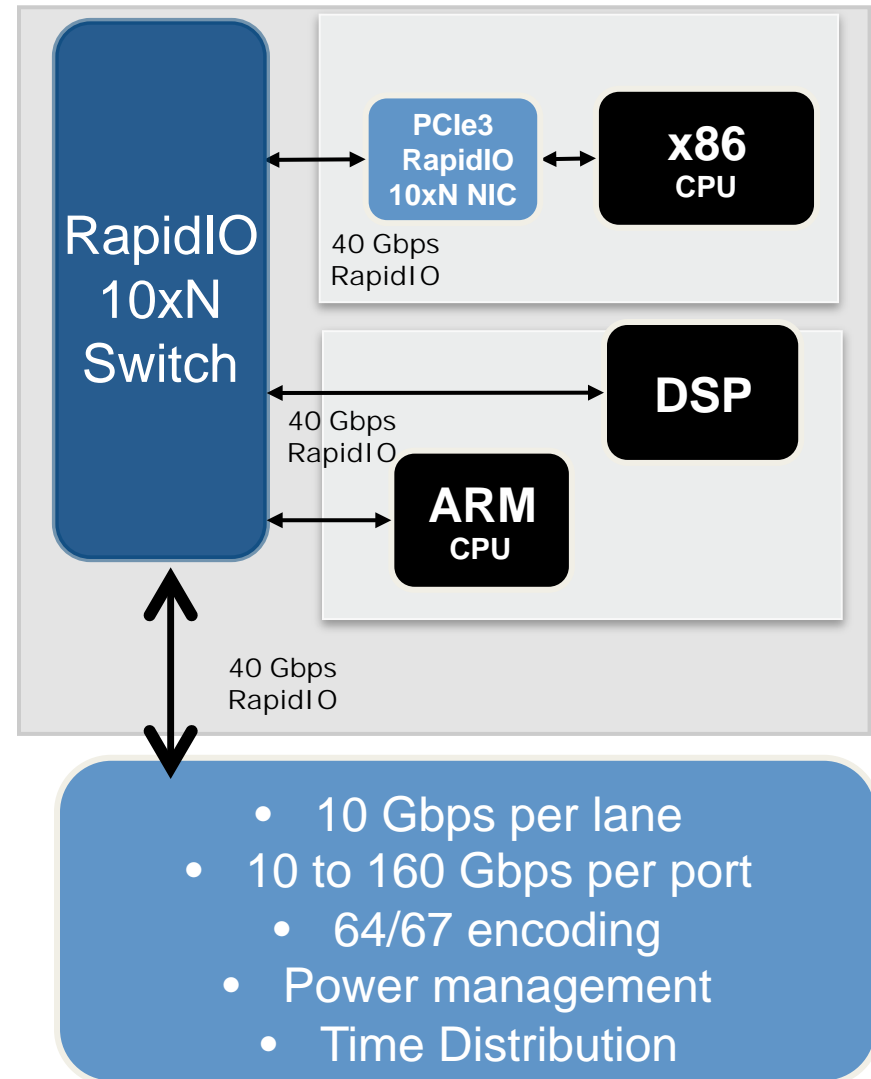 RapidIO
10xN
Switch
PCIe3
RapidIO
10xN NIC
x86
CPU
40 Gbps
RapidIO
DSP
40 Gbps
RapidIO
ARM
CPU
40 Gbps
RapidIO
• 10 Gbps per lane
• 10 to 160 Gbps per port
• 64/67 encoding
• Power management
• Time Distribution